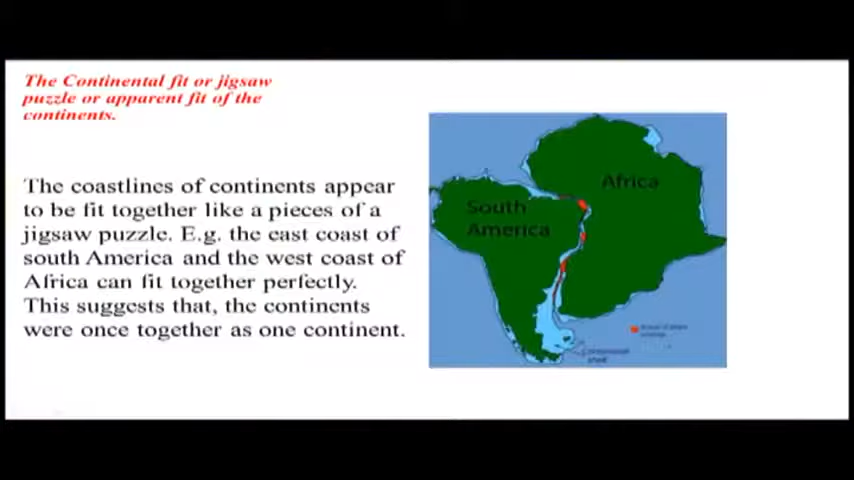 The Continental fit or jigsaw
puzzle or apparent fit of the
continents.
The coastlines of continents appear
to be fit together like a pieces of a
jigsaw puzzle. E.g. the east coast of
south America and the west coast of
Africa can fit together perfectly.
This suggests that, the continents
were once together as one continent.
Africa
South
America
Continental
shelf